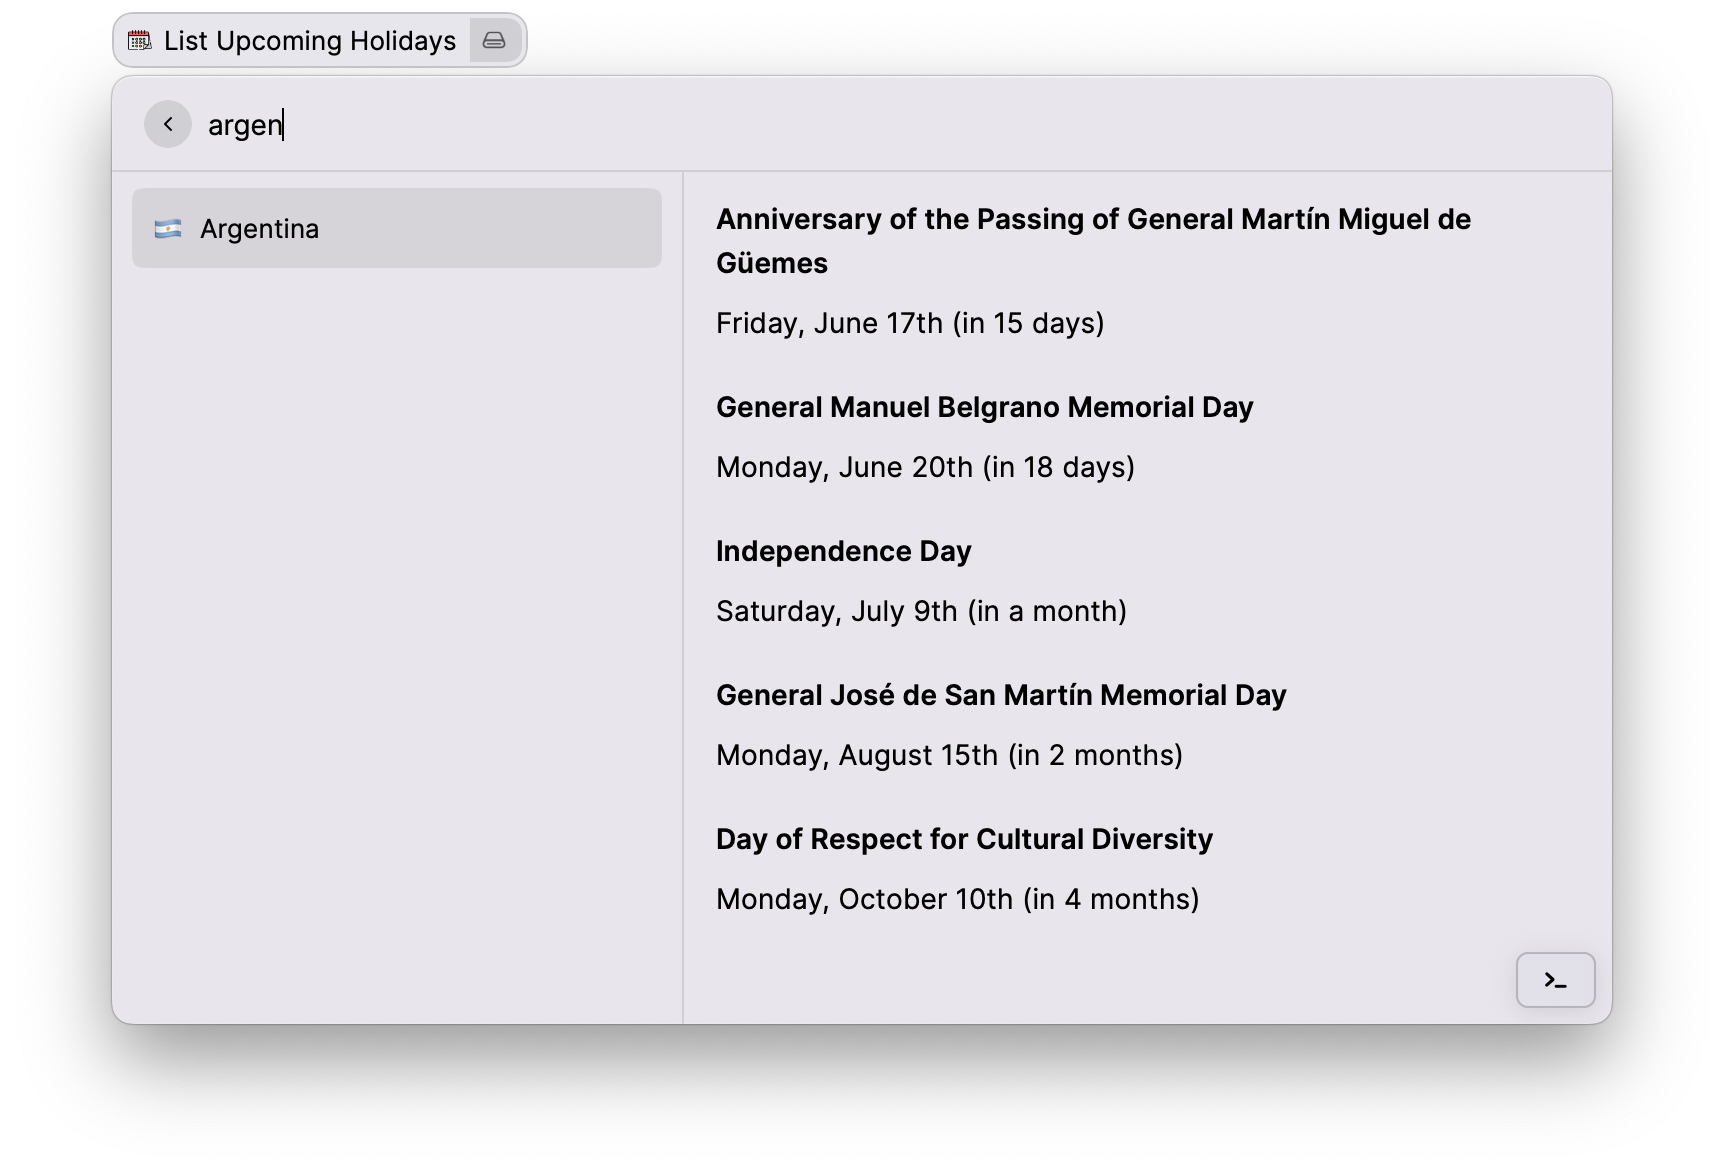 List Upcoming Holidays
argen
Argentina
Anniversary of the Passing of General Martín Miguel de
Güemes
Friday, June 17th (in 15 days)
General Manuel Belgrano Memorial Day
Monday, June 20th (in 18 days)
Independence Day
Saturday, July 9th (in a month)
General José de San Martín Memorial Day
Monday, August 15th (in 2 months)
Day of Respect for Cultural Diversity
Monday, October 10th (in 4 months)